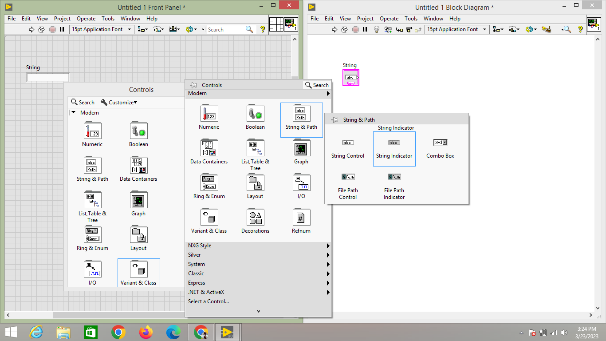 Untitled 1 Front Panel *
File Edit View Project Operate Tools Window Help
15pt Application Font
Search
String
Controls
Search Customize
Modern
Numeric Boolean
String & Path Data Containers
List, Table & Tree Graph
Ring & Enum Layout
I/O Variant & Class
Controls Search
Modern
Numeric Boolean String & Path
Data Containers List, Table & Tree Graph
Ring & Enum Layout I/O
Variant & Class Decorations Refnum
NXG Style
Silver
System
Classic
Express
.NET & ActiveX
Select a Control...
Untitled 1 Block Diagram *
File Edit View Project Operate Tools Window Help
15pt Application Font
String
String & Path
String Indicator
String Control String Indicator Combo Box
File Path Control File Path Indicator
3:24 PM